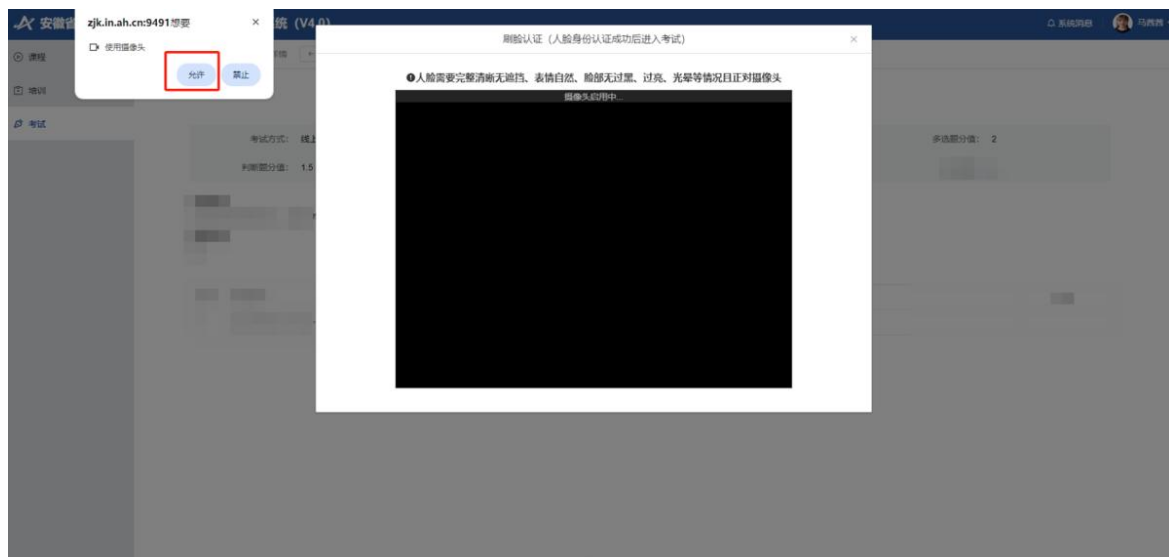 安徽省
统 (V4.0)
系统消息
马茜茜
zjk.in.ah.cn:9491想要
×
使用摄像头
允许
禁止
课程
培训
考试
刷脸认证（人脸身份认证成功后进入考试）
×
❶人脸需要完整清晰无遮挡、表情自然、脸部无过黑、过亮、光晕等情况且正对摄像头
摄像头启用中...
考试方式： 线上
多选题分值： 2
判断题分值： 1.5